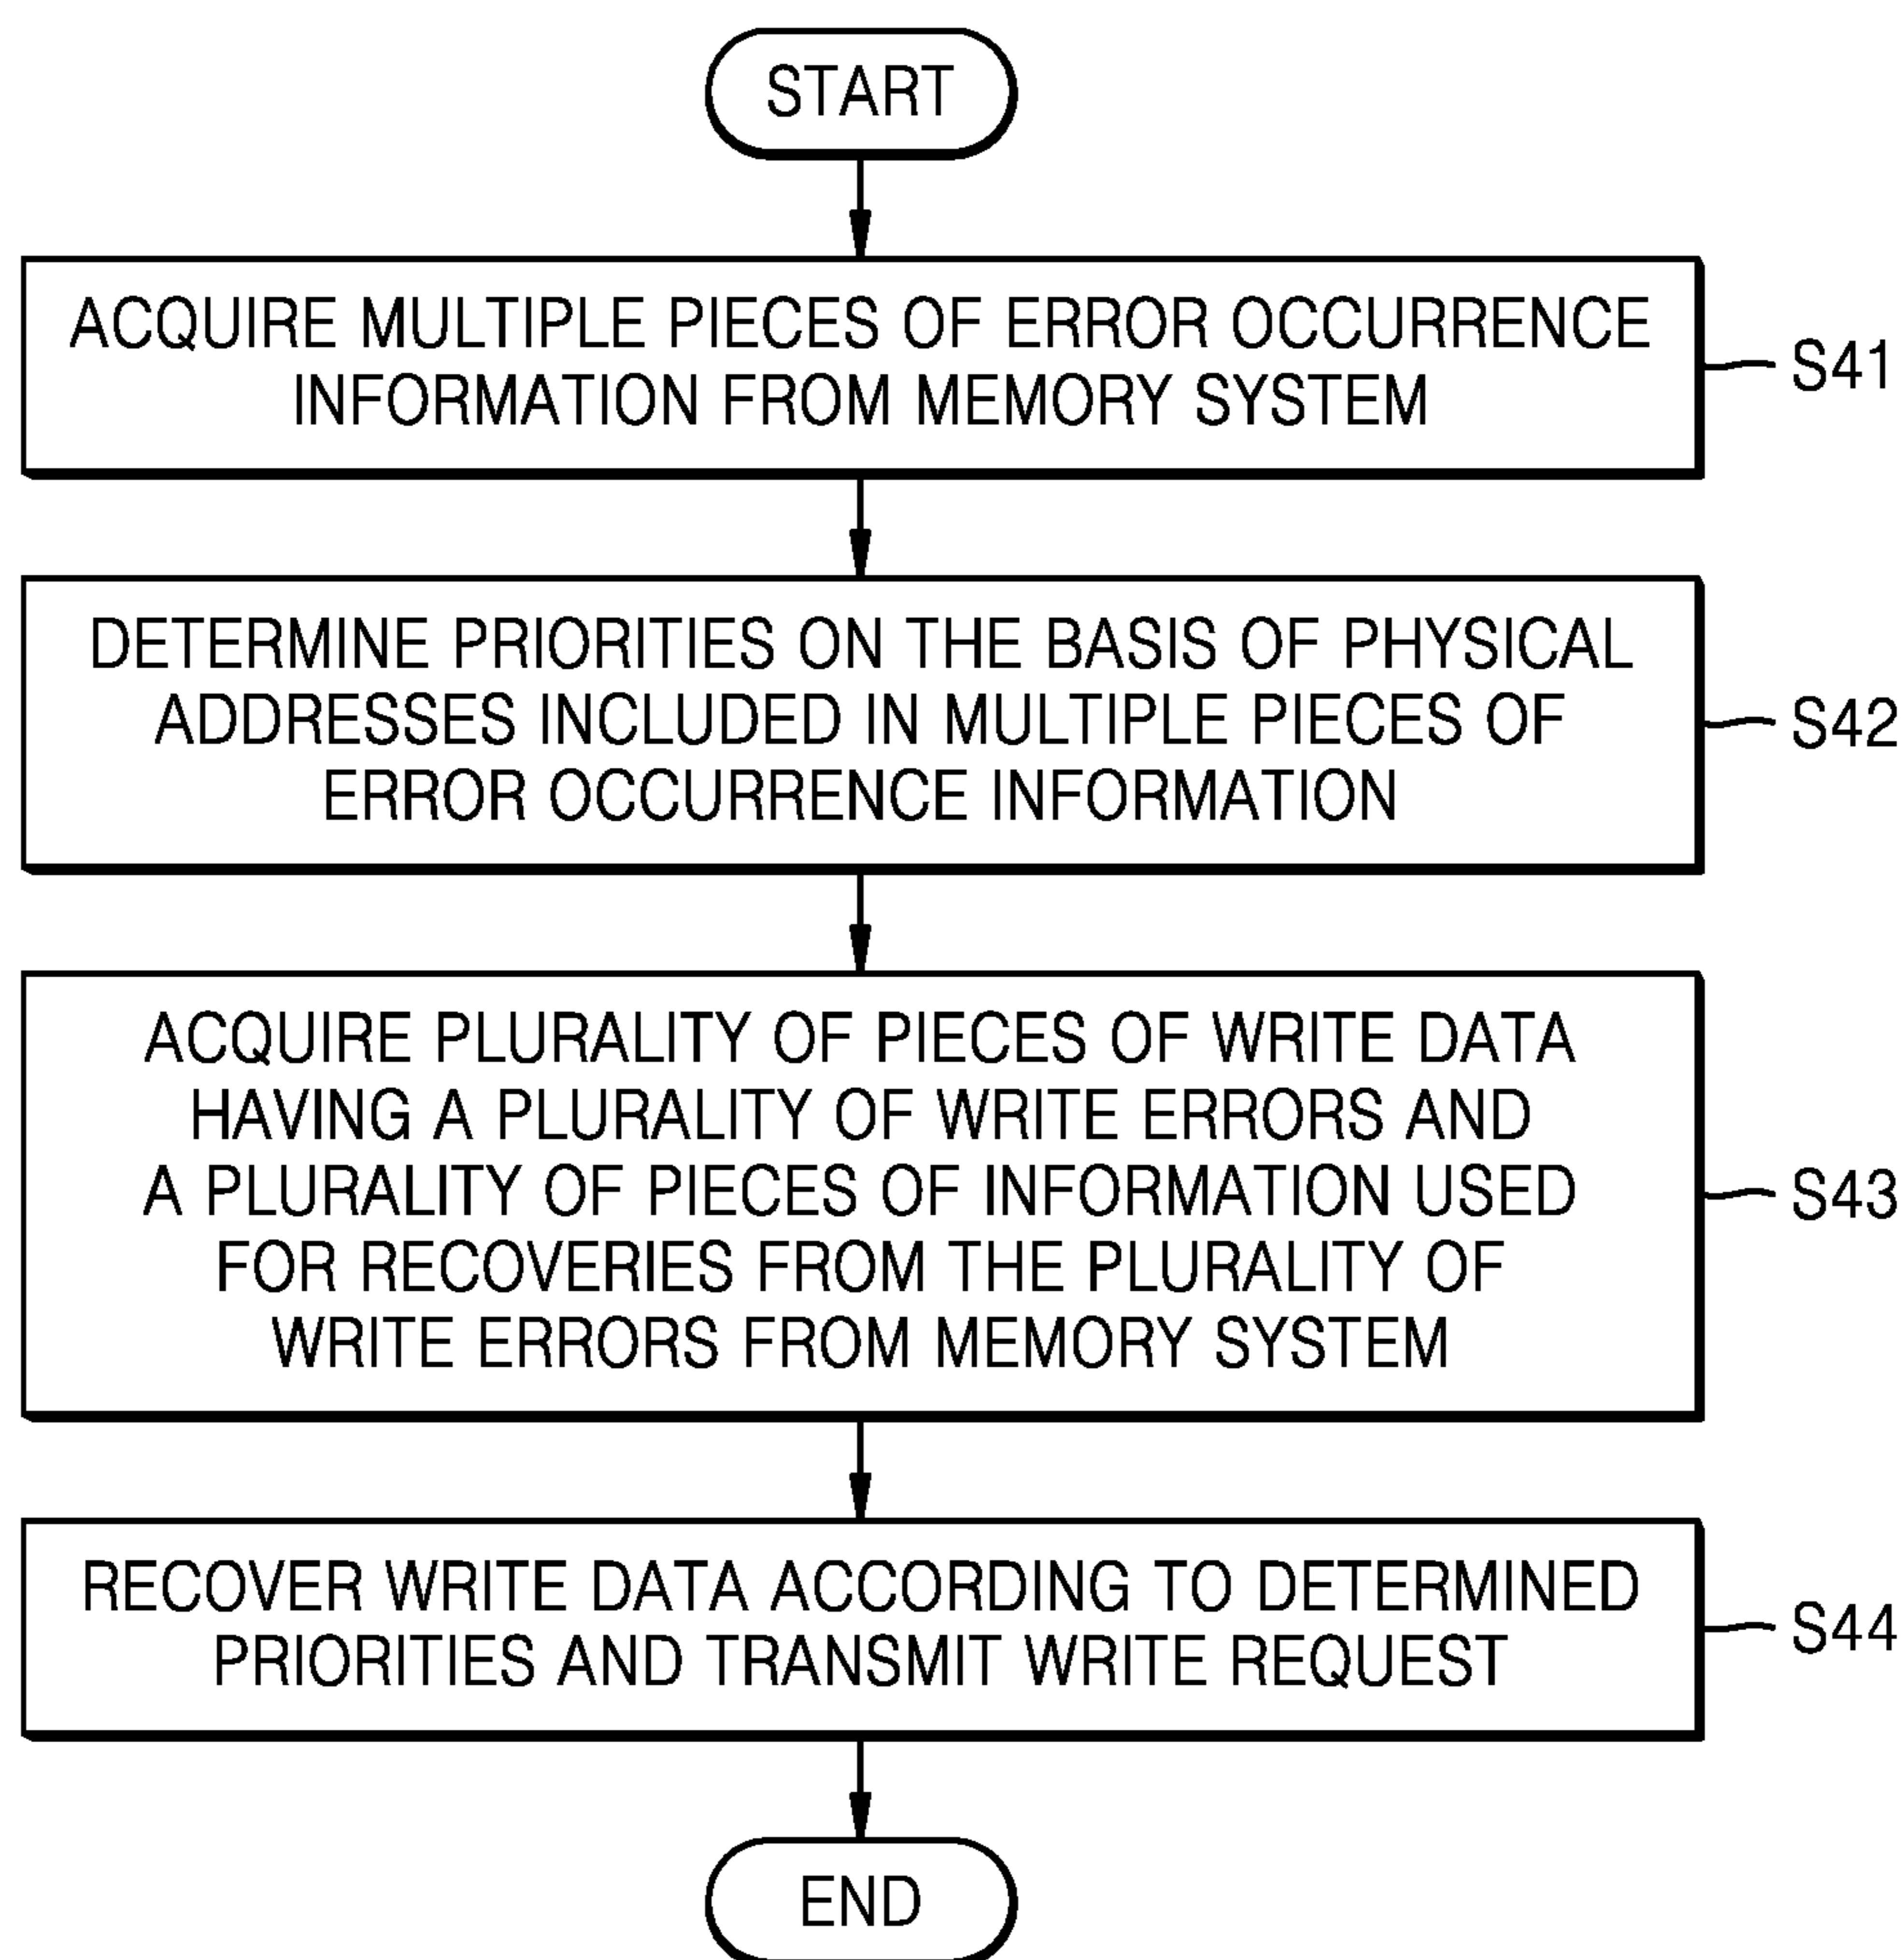 START
ACQUIRE MULTIPLE PIECES OF ERROR OCCURRENCE
INFORMATION FROM MEMORY SYSTEM
S41
DETERMINE PRIORITIES ON THE BASIS OF PHYSICAL
ADDRESSES INCLUDED IN MULTIPLE PIECES OF
ERROR OCCURRENCE INFORMATION
S42
ACQUIRE PLURALITY OF PIECES OF WRITE DATA
HAVING A PLURALITY OF WRITE ERRORS AND
A PLURALITY OF PIECES OF INFORMATION USED
FOR RECOVERIES FROM THE PLURALITY OF
WRITE ERRORS FROM MEMORY SYSTEM
S43
RECOVER WRITE DATA ACCORDING TO DETERMINED
PRIORITIES AND TRANSMIT WRITE REQUEST
S44
END